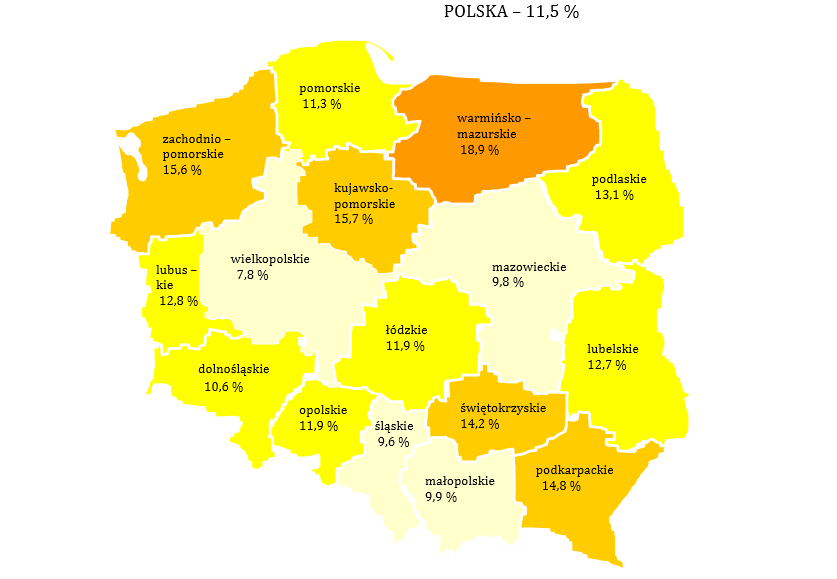 POLSKA – 11,5 %
pomorskie
11,3 %
warmińsko –
mazurskie
18,9 %
zachodnio –
pomorskie
15,6 %
kujawsko-
pomorskie
15,7 %
podlaskie
13,1 %
wielkopolskie
7,8 %
mazowieckie
9,8 %
lubus –
kie
12,8 %
łódzkie
11,9 %
lubelskie
12,7 %
dolnośląskie
10,6 %
opolskie
11,9 %
śląskie
9,6 %
świętokrzyskie
14,2 %
małopolskie
9,9 %
podkarpackie
14,8 %